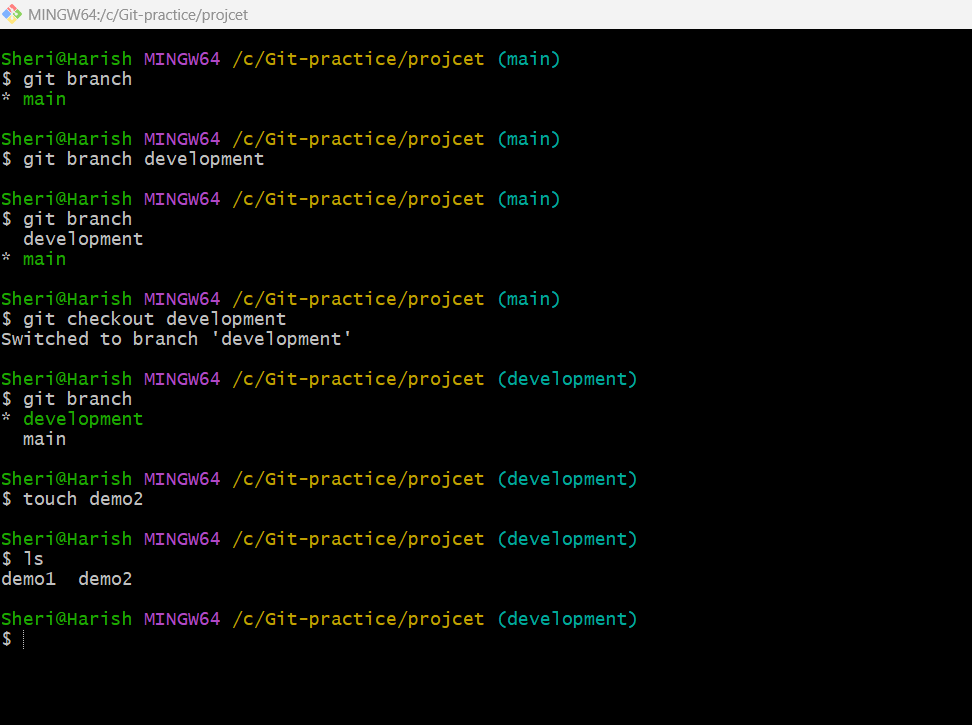 MINGW64:/c/Git-practice/projcet
Sheri@Harish MINGW64 /c/Git-practice/projcet (main)
$ git branch
* main
Sheri@Harish MINGW64 /c/Git-practice/projcet (main)
$ git branch development
Sheri@Harish MINGW64 /c/Git-practice/projcet (main)
$ git branch
  development
* main
Sheri@Harish MINGW64 /c/Git-practice/projcet (main)
$ git checkout development
Switched to branch 'development'
Sheri@Harish MINGW64 /c/Git-practice/projcet (development)
$ git branch
* development
  main
Sheri@Harish MINGW64 /c/Git-practice/projcet (development)
$ touch demo2
Sheri@Harish MINGW64 /c/Git-practice/projcet (development)
$ ls
demo1  demo2
Sheri@Harish MINGW64 /c/Git-practice/projcet (development)
$